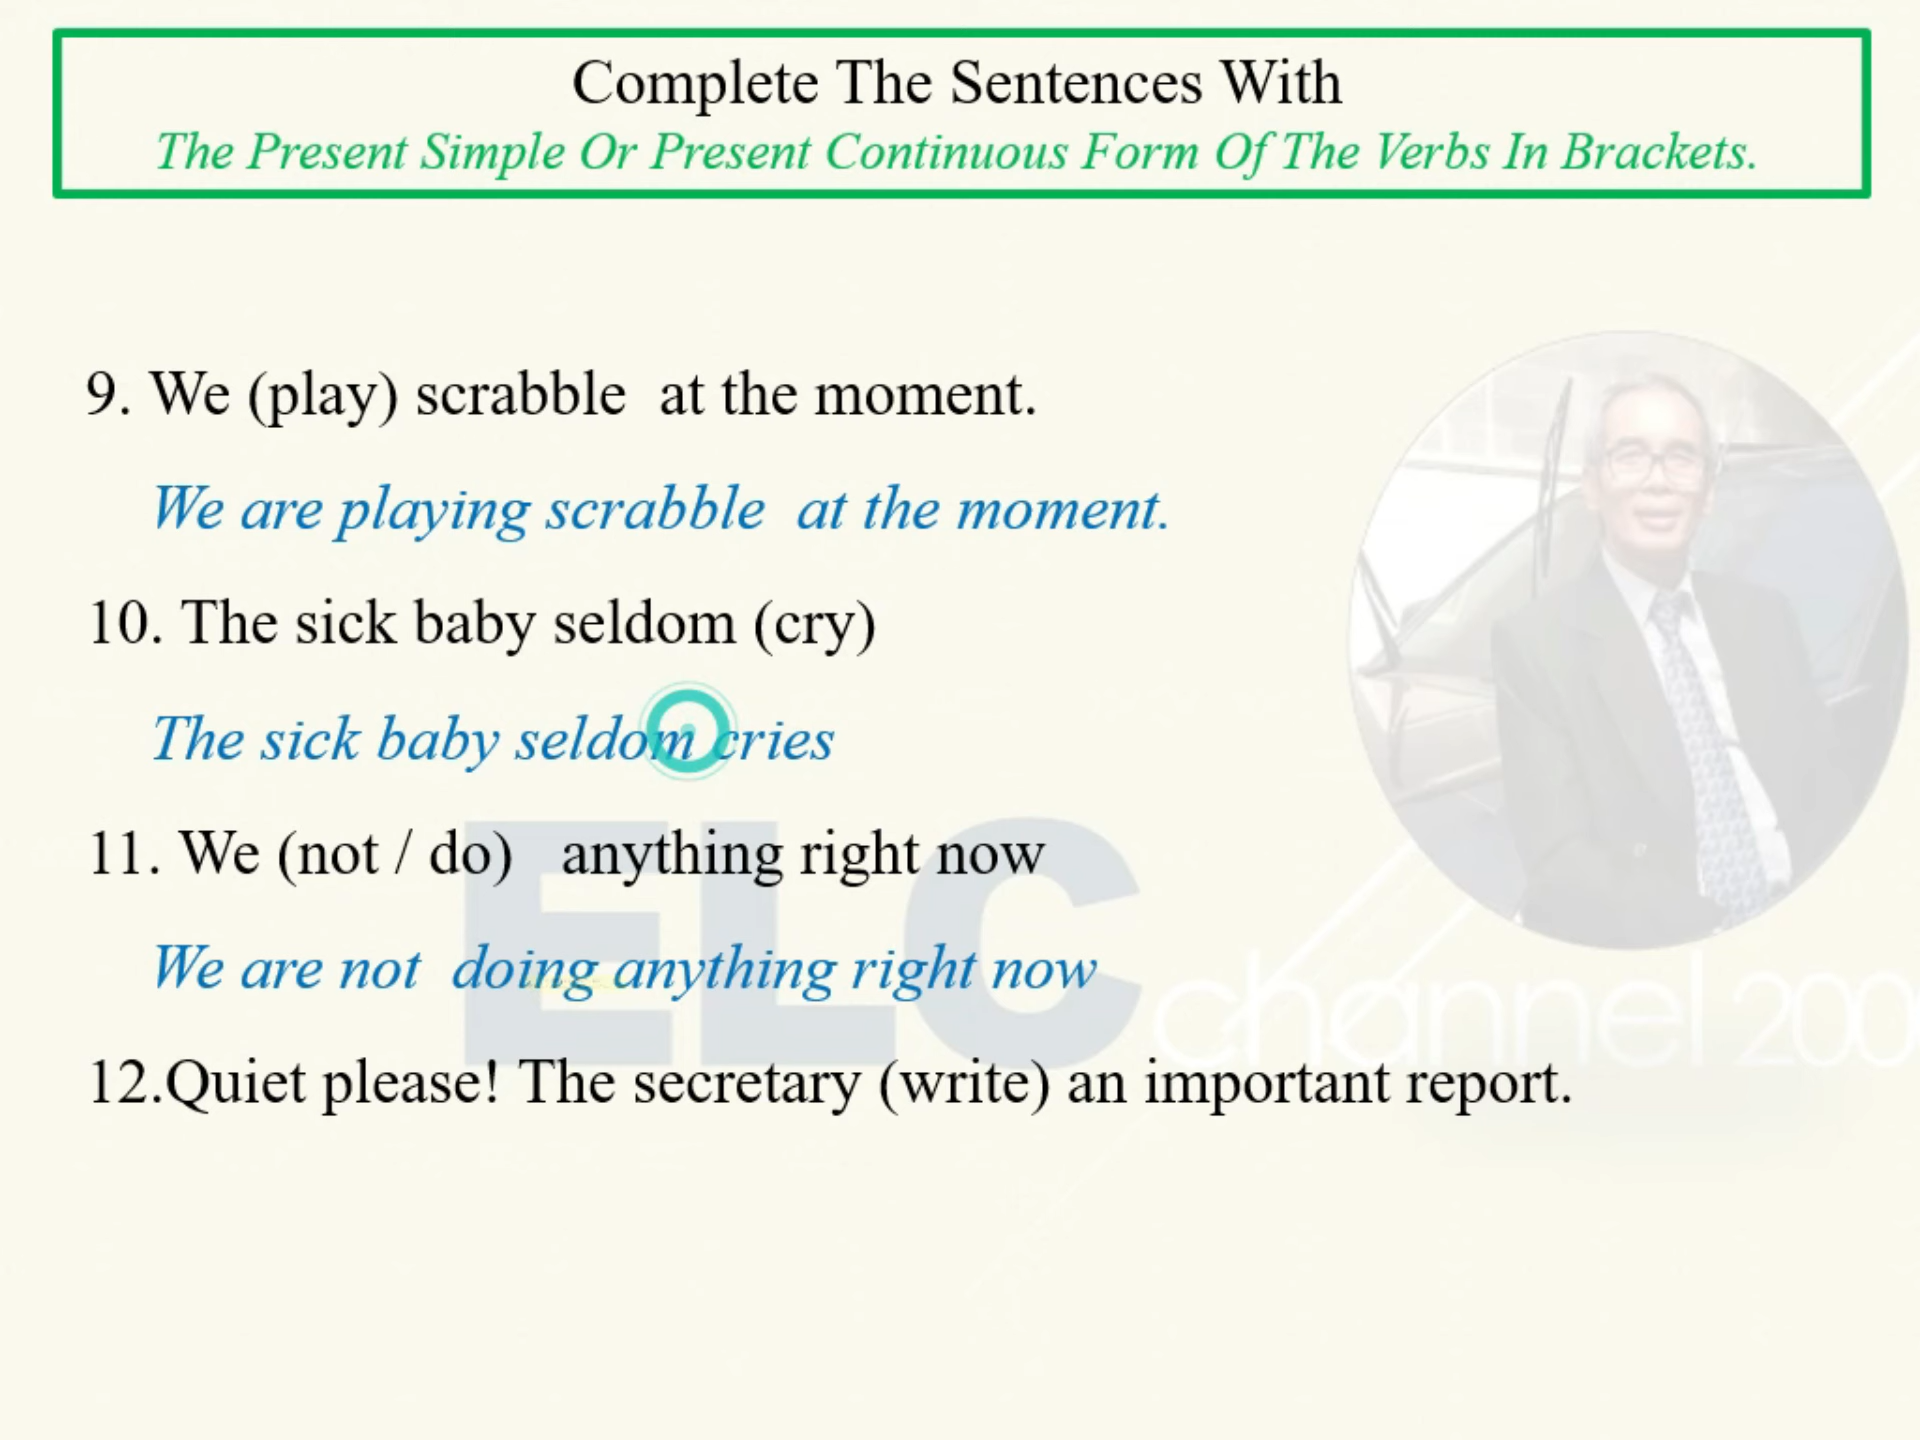 Complete The Sentences With
The Present Simple Or Present Continuous Form Of The Verbs In Brackets.
9. We (play) scrabble at the moment.
We are playing scrabble at the moment.
10. The sick baby seldom (cry)
The sick baby seldom cries
11. We (not / do) anything right now
We are not doing anything right now
ELC channel 200
12.Quiet please! The secretary (write) an important report.